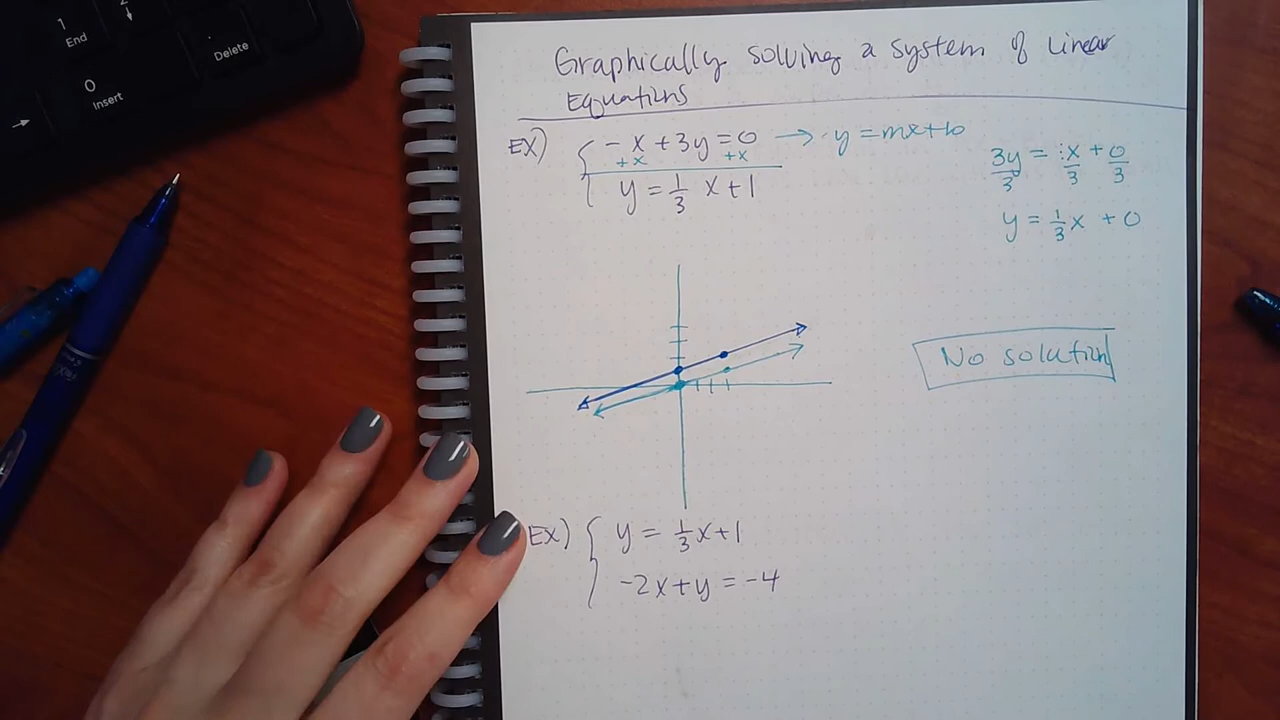 1
End
2
↓
.
Delete
0
Insert
→
Graphically solving a system of Linear
Equations
EX) { -x + 3y = 0 → y = mx + b
+x +x
y = 1/3 x + 1
3y/3 = x/3 + 0/3
y = 1/3 x + 0
No solution
EX) { y = 1/3 x + 1
-2x + y = -4